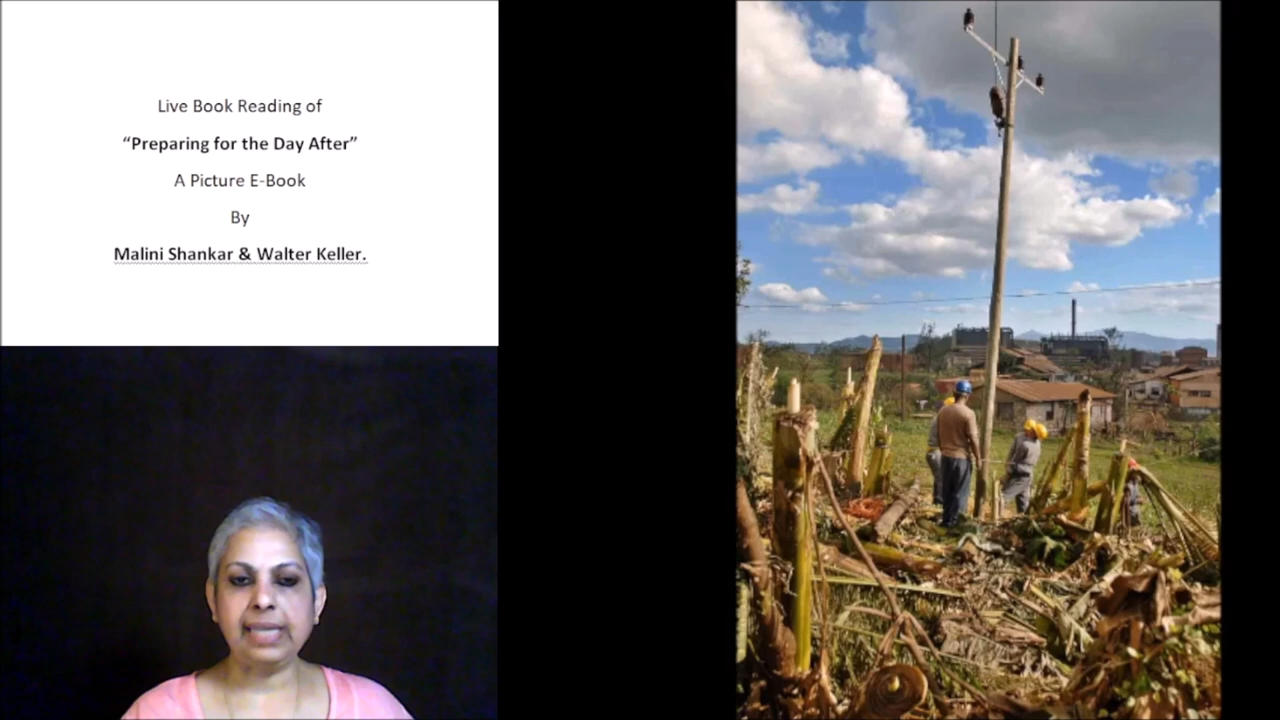 Live Book Reading of
“Preparing for the Day After”
A Picture E-Book
By
Malini Shankar & Walter Keller.